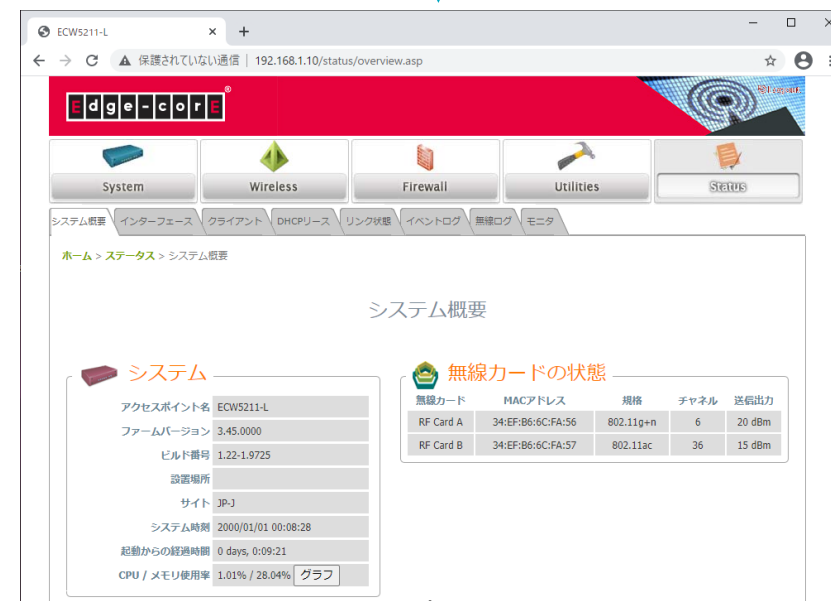 ECW5211-L
保護されていない通信 | 192.168.1.10/status/overview.asp
Edge-corE®
System
Wireless
Firewall
Utilities
Status
システム概要
インターフェース
クライアント
DHCPリース
リンク状態
イベントログ
無線ログ
モニタ
ホーム > ステータス > システム概要
システム概要
システム
アクセスポイント名 ECW5211-L
ファームバージョン 3.45.0000
ビルド番号 1.22-1.9725
設置場所
サイト JP-J
システム時刻 2000/01/01 00:08:28
起動からの経過時間 0 days, 0:09:21
CPU / メモリ使用率 1.01% / 28.04% グラフ
無線カードの状態
無線カード MACアドレス 規格 チャネル 送信出力
RF Card A 34:EF:B6:6C:FA:56 802.11g+n 6 20 dBm
RF Card B 34:EF:B6:6C:FA:57 802.11ac 36 15 dBm